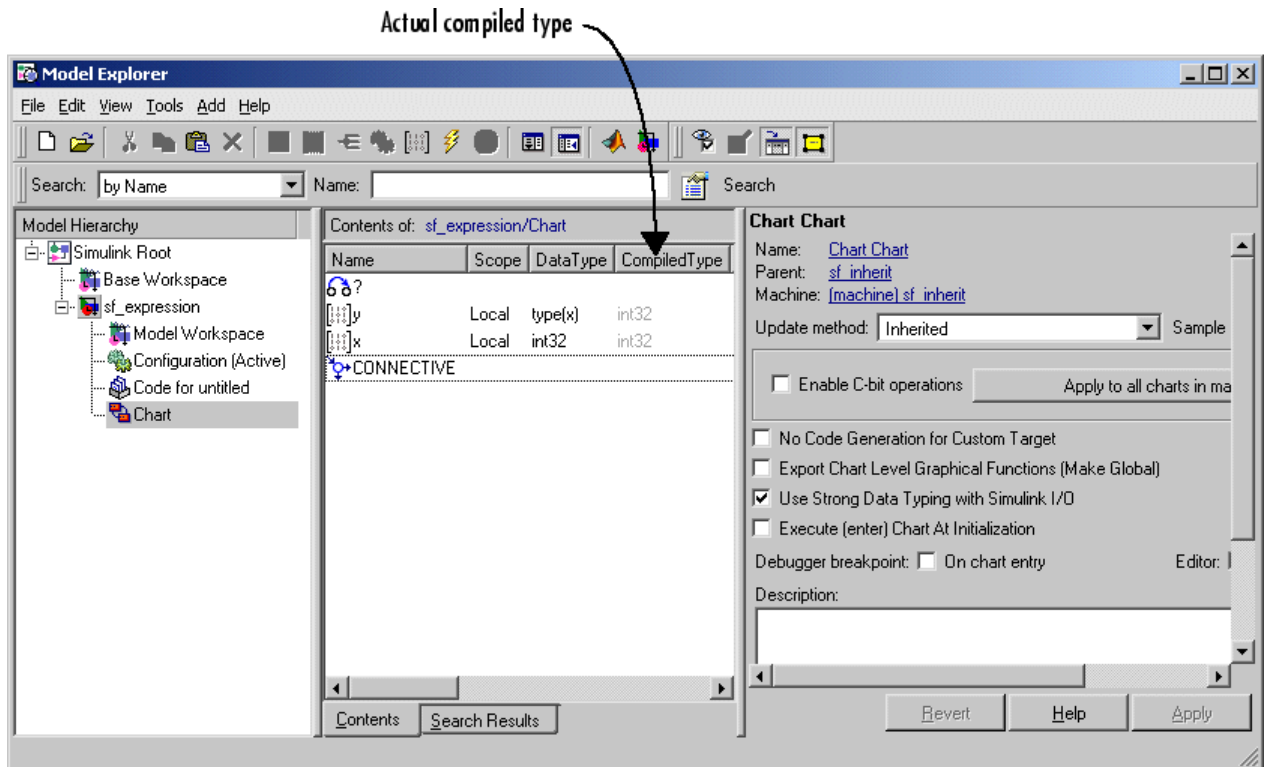 Actual compiled type
Model Explorer
File Edit View Tools Add Help
Search: by Name Name: Search
Model Hierarchy
Simulink Root
Base Workspace
sf_expression
Model Workspace
Configuration (Active)
Code for untitled
Chart
Contents of: sf_expression/Chart
Name Scope DataType CompiledType
?
y Local type(x) int32
x Local int32 int32
CONNECTIVE
Contents Search Results
Chart Chart
Name: Chart Chart
Parent: sf_inherit
Machine: (machine) sf_inherit
Update method: Inherited Sample
Enable C-bit operations Apply to all charts in ma
No Code Generation for Custom Target
Export Chart Level Graphical Functions (Make Global)
Use Strong Data Typing with Simulink I/O
Execute (enter) Chart At Initialization
Debugger breakpoint: On chart entry Editor:
Description:
Revert Help Apply